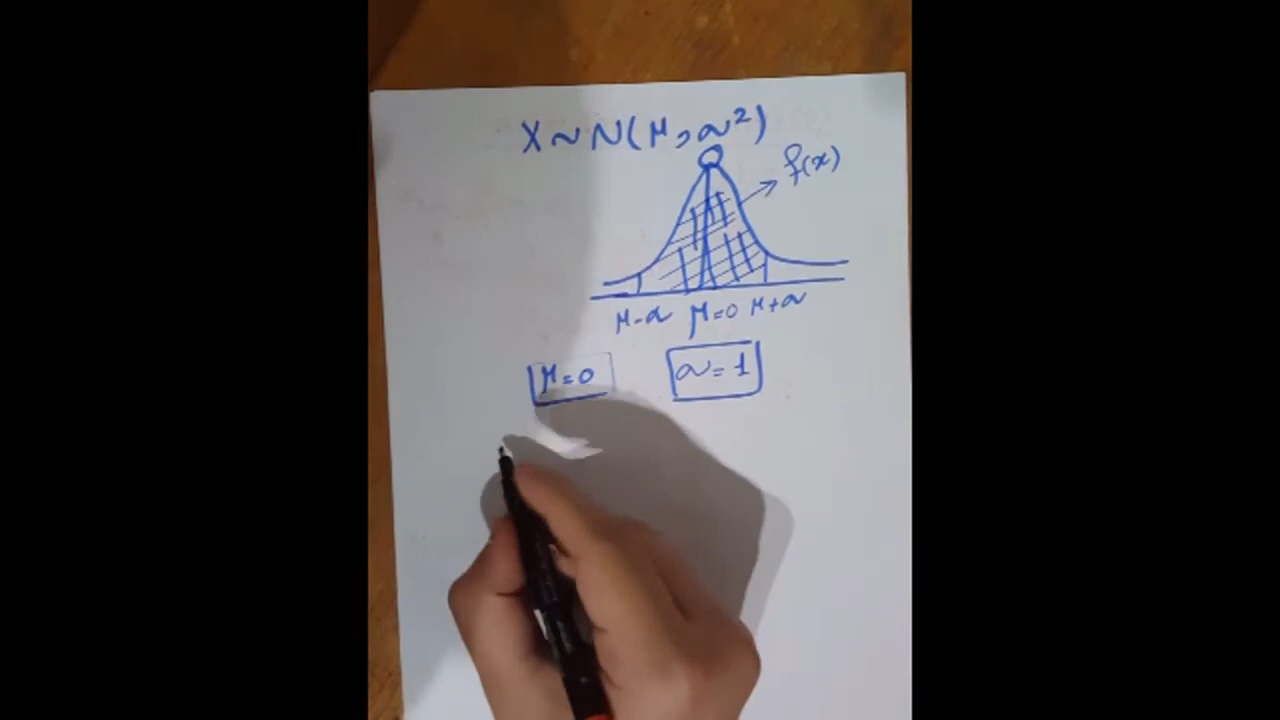 X ~ N(μ, σ²)
f(x)
μ-σ μ=0 μ+σ
μ=0 σ=1